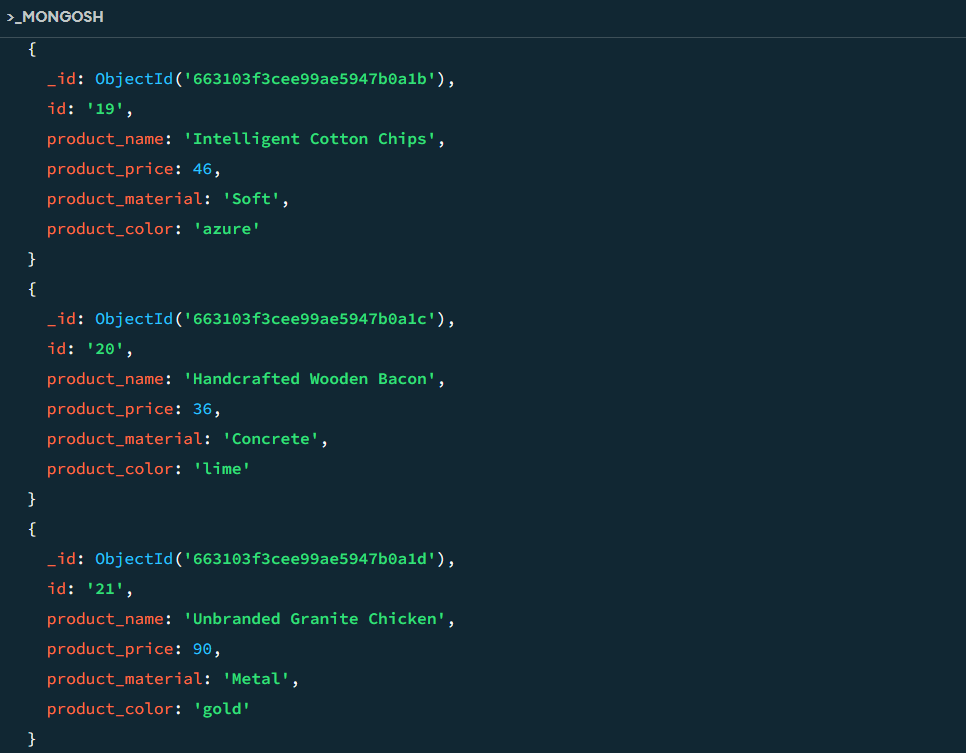 >_MONGOSH
{
_id: ObjectId('663103f3cee99ae5947b0a1b'),
id: '19',
product_name: 'Intelligent Cotton Chips',
product_price: 46,
product_material: 'Soft',
product_color: 'azure'
}
{
_id: ObjectId('663103f3cee99ae5947b0a1c'),
id: '20',
product_name: 'Handcrafted Wooden Bacon',
product_price: 36,
product_material: 'Concrete',
product_color: 'lime'
}
{
_id: ObjectId('663103f3cee99ae5947b0a1d'),
id: '21',
product_name: 'Unbranded Granite Chicken',
product_price: 90,
product_material: 'Metal',
product_color: 'gold'
}